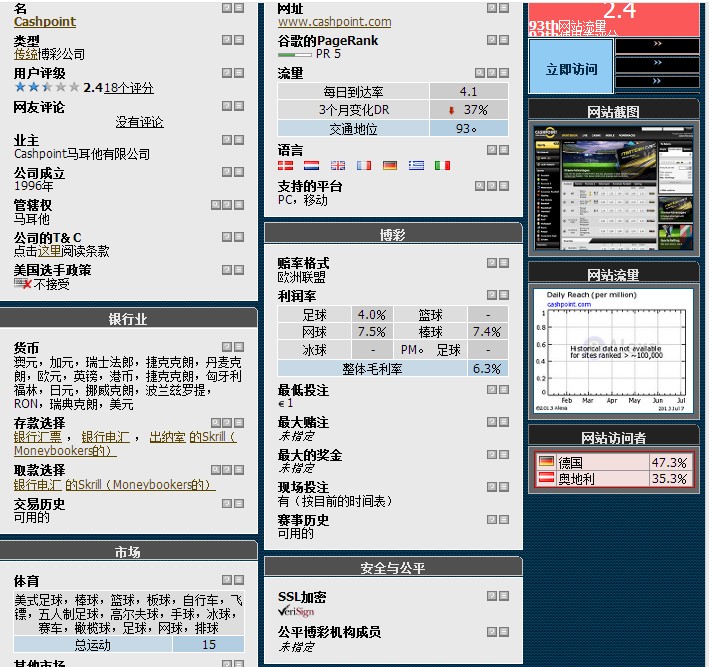 名
Cashpoint
类型
传统博彩公司
用户评级
2.4 18个评分
网友评论
没有评论
业主
Cashpoint马耳他有限公司
公司成立
1996年
管辖权
马耳他
公司的T& C
点击这里阅读条款
美国选手政策
不接受
银行业
货币
澳元，加元，瑞士法郎，捷克克朗，丹麦克
朗，欧元，英镑，港币，捷克克朗，匈牙利
福林，日元，挪威克朗，波兰兹罗提，
RON，瑞典克朗，美元
存款选择
银行汇票 ， 银行电汇 ， 出纳室 的Skrill（
Moneybookers的）
取款选择
银行电汇 的Skrill（Moneybookers的）
交易历史
可用的
市场
体育
美式足球，棒球，篮球，板球，自行车，飞
镖，五人制足球，高尔夫球，手球，冰球，
赛车，橄榄球，足球，网球，排球
总运动 15
其他市场
网址
www.cashpoint.com
谷歌的PageRank
PR 5
流量
每日到达率 4.1
3个月变化DR 37%
交通地位 93。
语言
支持的平台
PC，移动
博彩
赔率格式
欧洲联盟
利润率
足球 4.0% 篮球 -
网球 7.5% 棒球 7.4%
冰球 - PM。 足球 -
整体毛利率 6.3%
最低投注
€ 1
最大赌注
未指定
最大的奖金
未指定
现场投注
有（按目前的时间表）
赛事历史
可用的
安全与公平
SSL加密
VeriSign
公平博彩机构成员
未指定
2.4
93th网站流量
立即访问
网站截图
网站流量
Daily Reach (per million)
cashpoint.com
1
0.8
0.6
0.4
0.2
0
Historical data not available
for sites ranked > ~100,000
Feb Mar Apr May Jun Jul
©2013 Alexa 2013 Jul 7
网站访问者
德国 47.3%
奥地利 35.3%